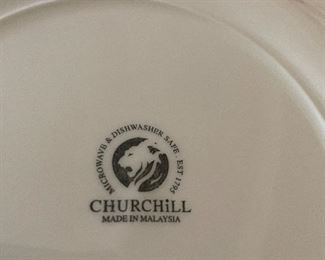 MICROWAVE & DISHWASHER SAFE · EST 1795
CHURCHiLL
MADE IN MALAYSIA